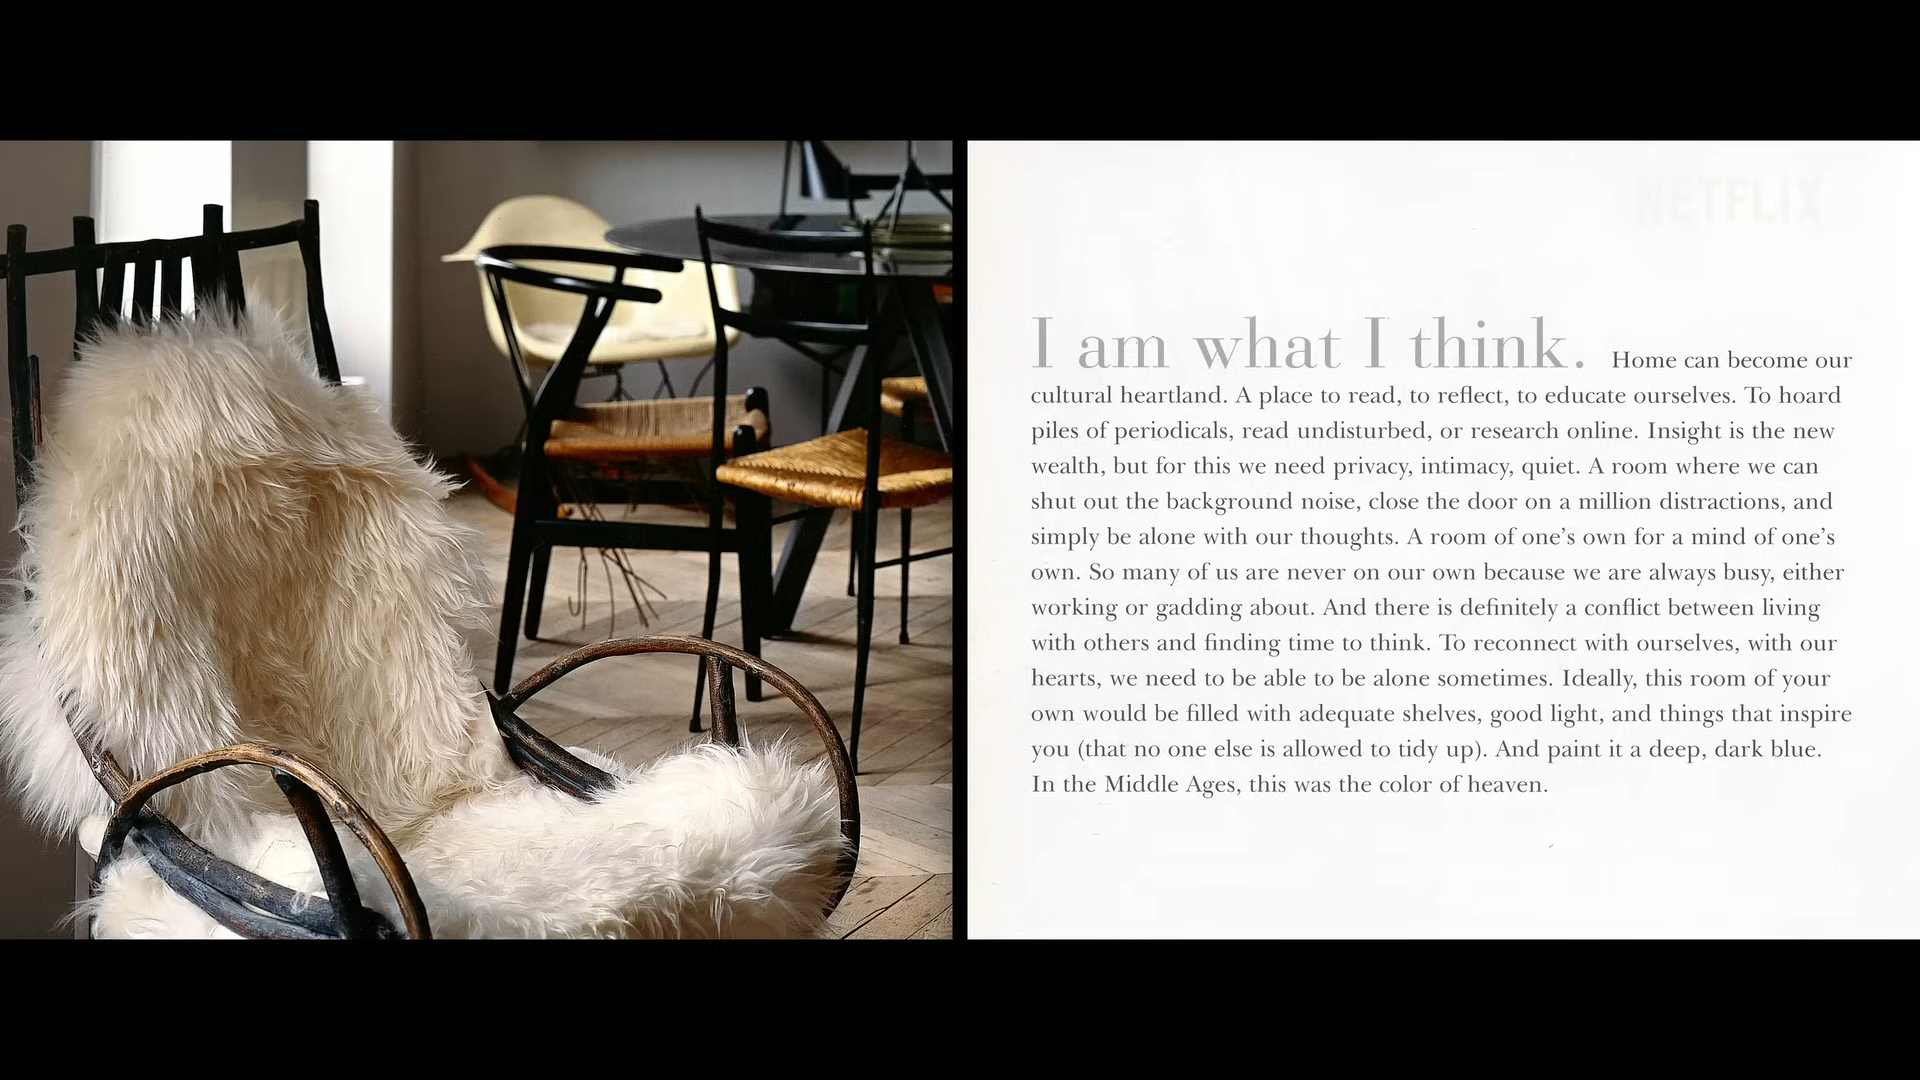 NETFLIX
I am what I think. Home can become our
cultural heartland. A place to read, to reflect, to educate ourselves. To hoard
piles of periodicals, read undisturbed, or research online. Insight is the new
wealth, but for this we need privacy, intimacy, quiet. A room where we can
shut out the background noise, close the door on a million distractions, and
simply be alone with our thoughts. A room of one’s own for a mind of one’s
own. So many of us are never on our own because we are always busy, either
working or gadding about. And there is definitely a conflict between living
with others and finding time to think. To reconnect with ourselves, with our
hearts, we need to be able to be alone sometimes. Ideally, this room of your
own would be filled with adequate shelves, good light, and things that inspire
you (that no one else is allowed to tidy up). And paint it a deep, dark blue.
In the Middle Ages, this was the color of heaven.